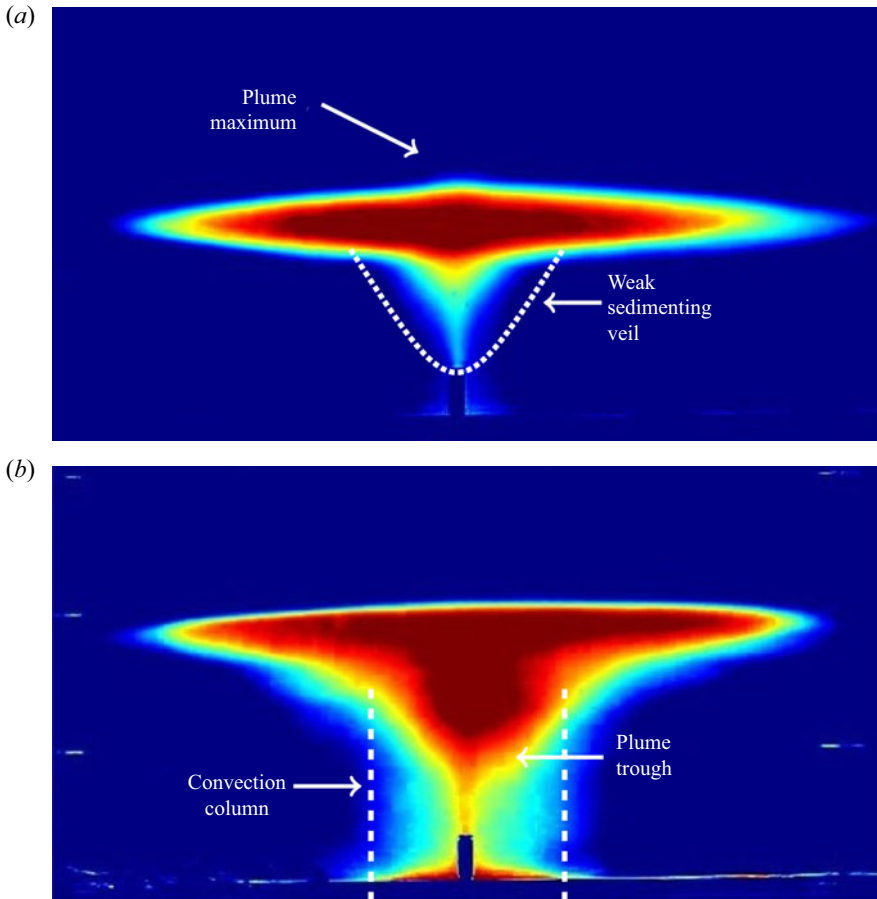 (a)
Plume
maximum
Weak
sedimenting
veil
(b)
Plume
trough
Convection
column